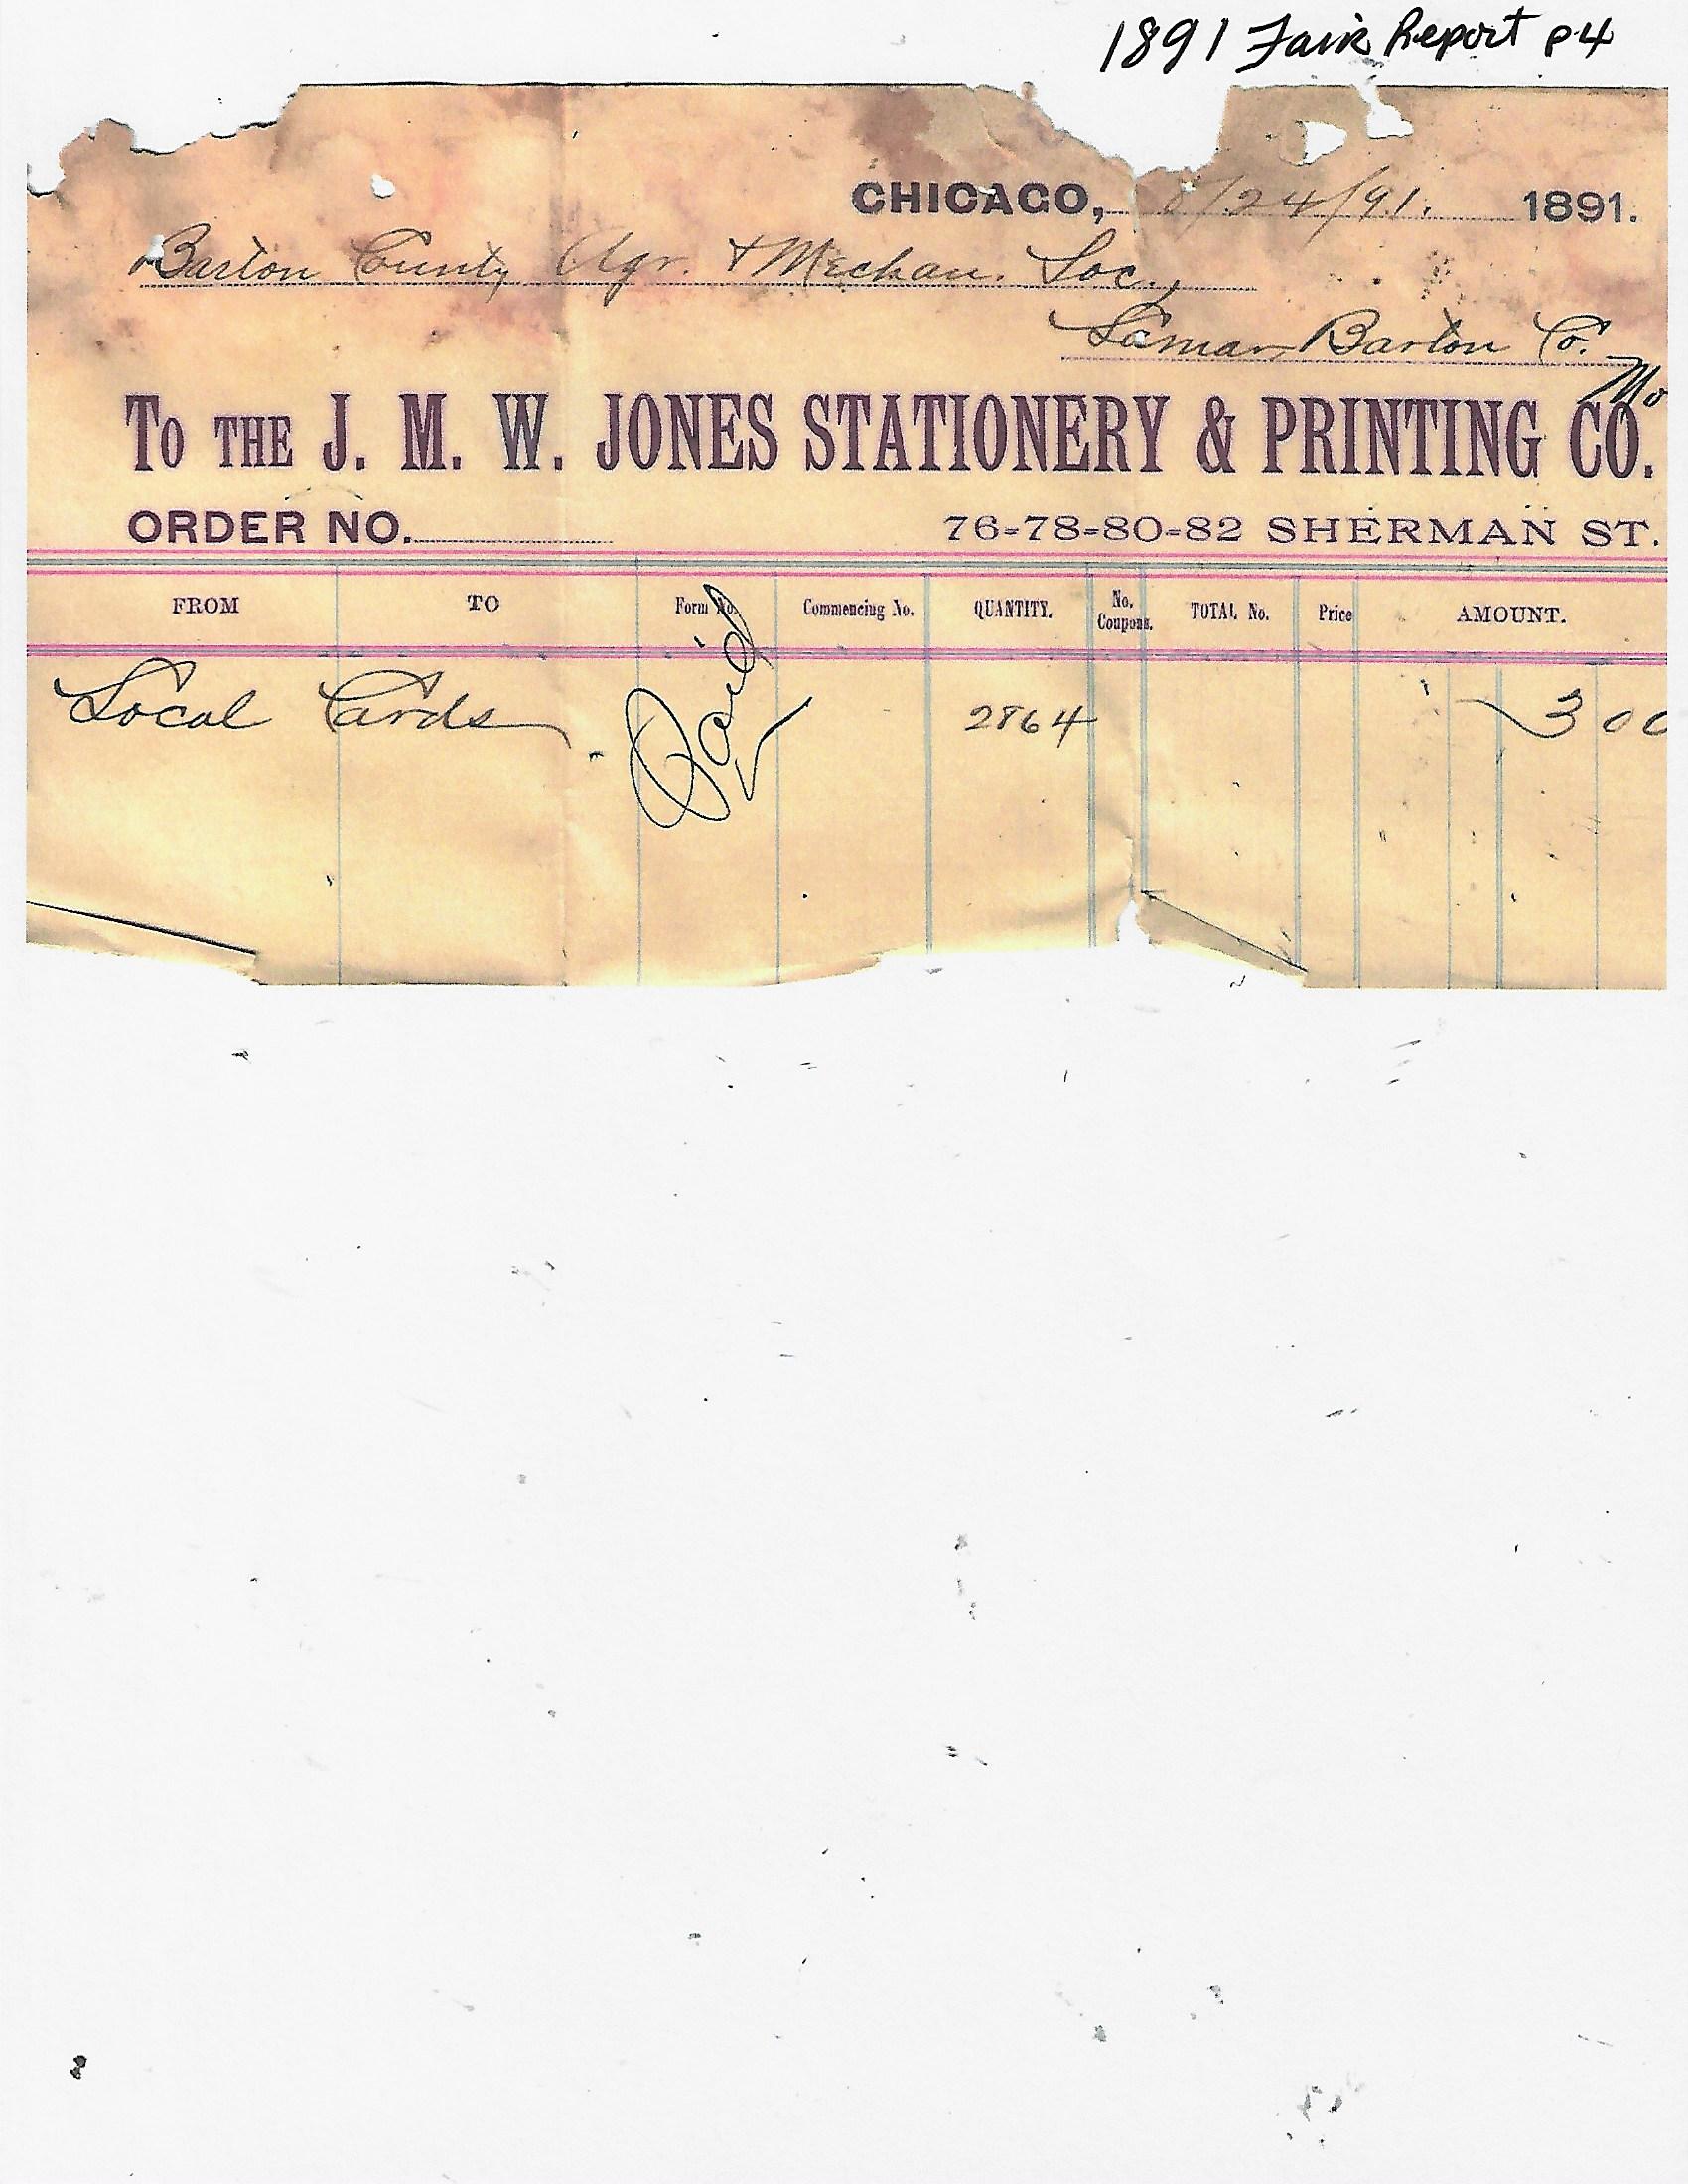 1891 Fair Report P4
CHICAGO, 8/24/91. 1891.
Barton County Agr. & Mechan. Soc.,
Lamar, Barton Co.
Mo
TO THE J. M. W. JONES STATIONERY & PRINTING CO.
ORDER NO. 76-78-80-82 SHERMAN ST.
FROM TO Form No. Commencing No. QUANTITY. No. Coupons. TOTAL No. Price AMOUNT.
Local Cards 2864 3 00
Paid